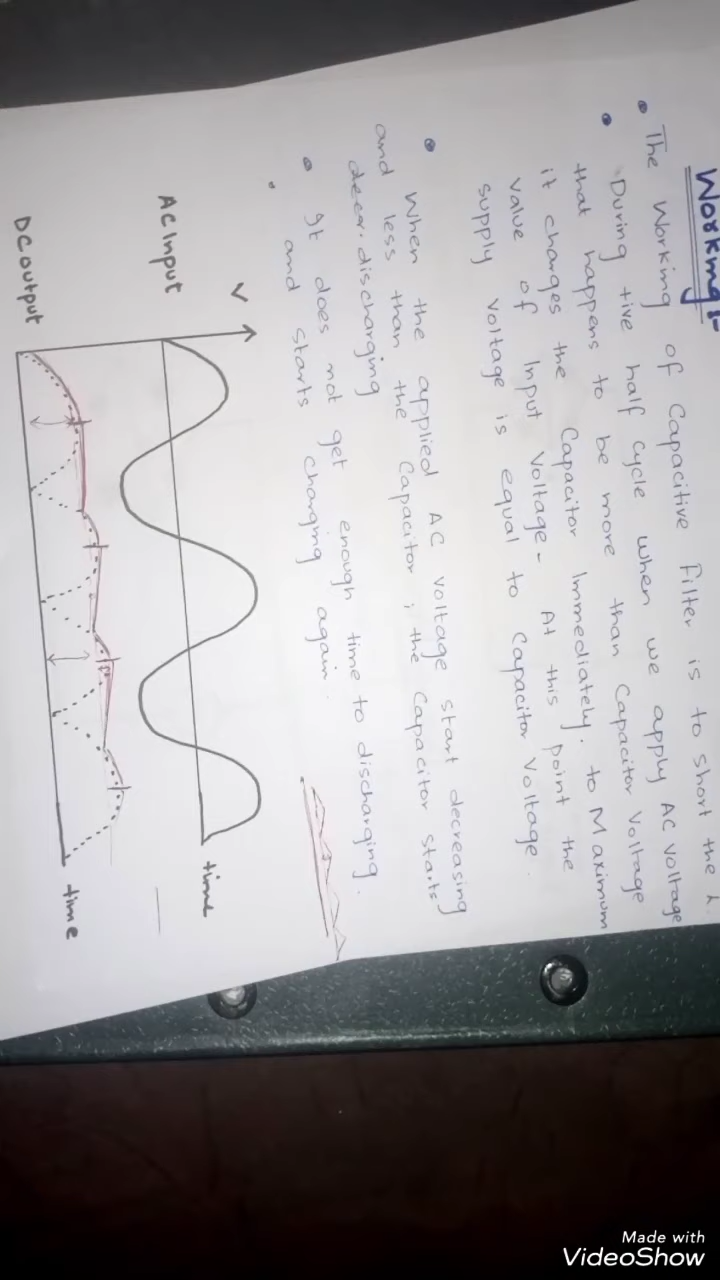 Working:-
• The Working of Capacitive filter is to short the
• During tive half cycle when we apply AC voltage
that happens to be more than Capacitor Voltage
it charges the Capacitor Immediately. to Maximum
Value of Input Voltage- At this point the
supply voltage is equal to Capacitor Voltage.
• When the applied AC voltage start decreasing
and less than the Capacitor ; the Capacitor starts
discharging
• It does not get enough time to discharging.
and starts charging again.
V
AC Input
time
DC output
time
Made with
VideoShow